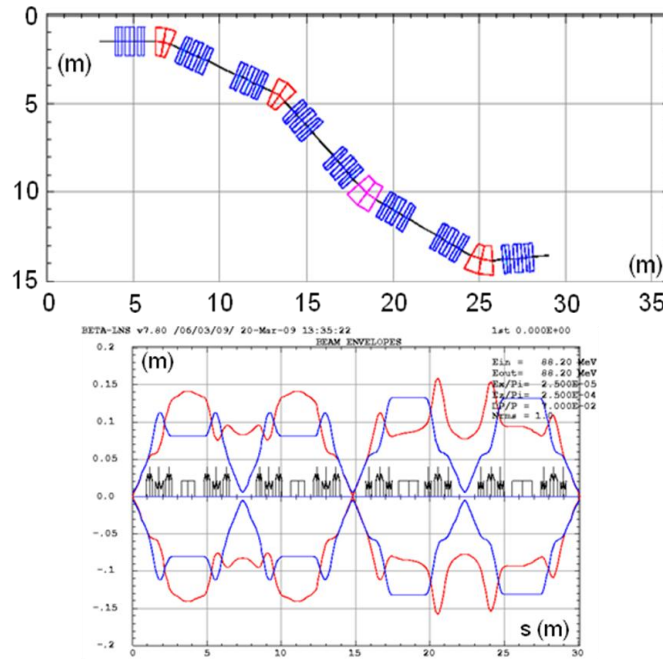 0
(m)
5
10
15
(m)
0 5 10 15 20 25 30 35
BETA-LNS v7.80 /06/03/09/ 20-Mar-09 13:35:22 1st 0.000E+00
BEAM ENVELOPES
0.2
(m)
Ein = 88.20 MeV
Eout= 88.20 MeV
0.15
Ex/Pi= 2.500E-05
Ez/Pi= 2.500E-04
0.1
0.05
0.0
-.05
-.1
-.15
s (m)
-.2
0 5 10 15 20 25 30